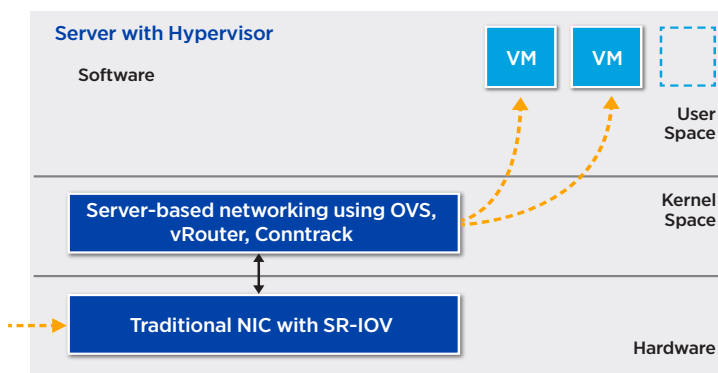 Server with Hypervisor
Software
VM
VM
User
Space
Server-based networking using OVS,
vRouter, Conntrack
Kernel
Space
Traditional NIC with SR-IOV
Hardware